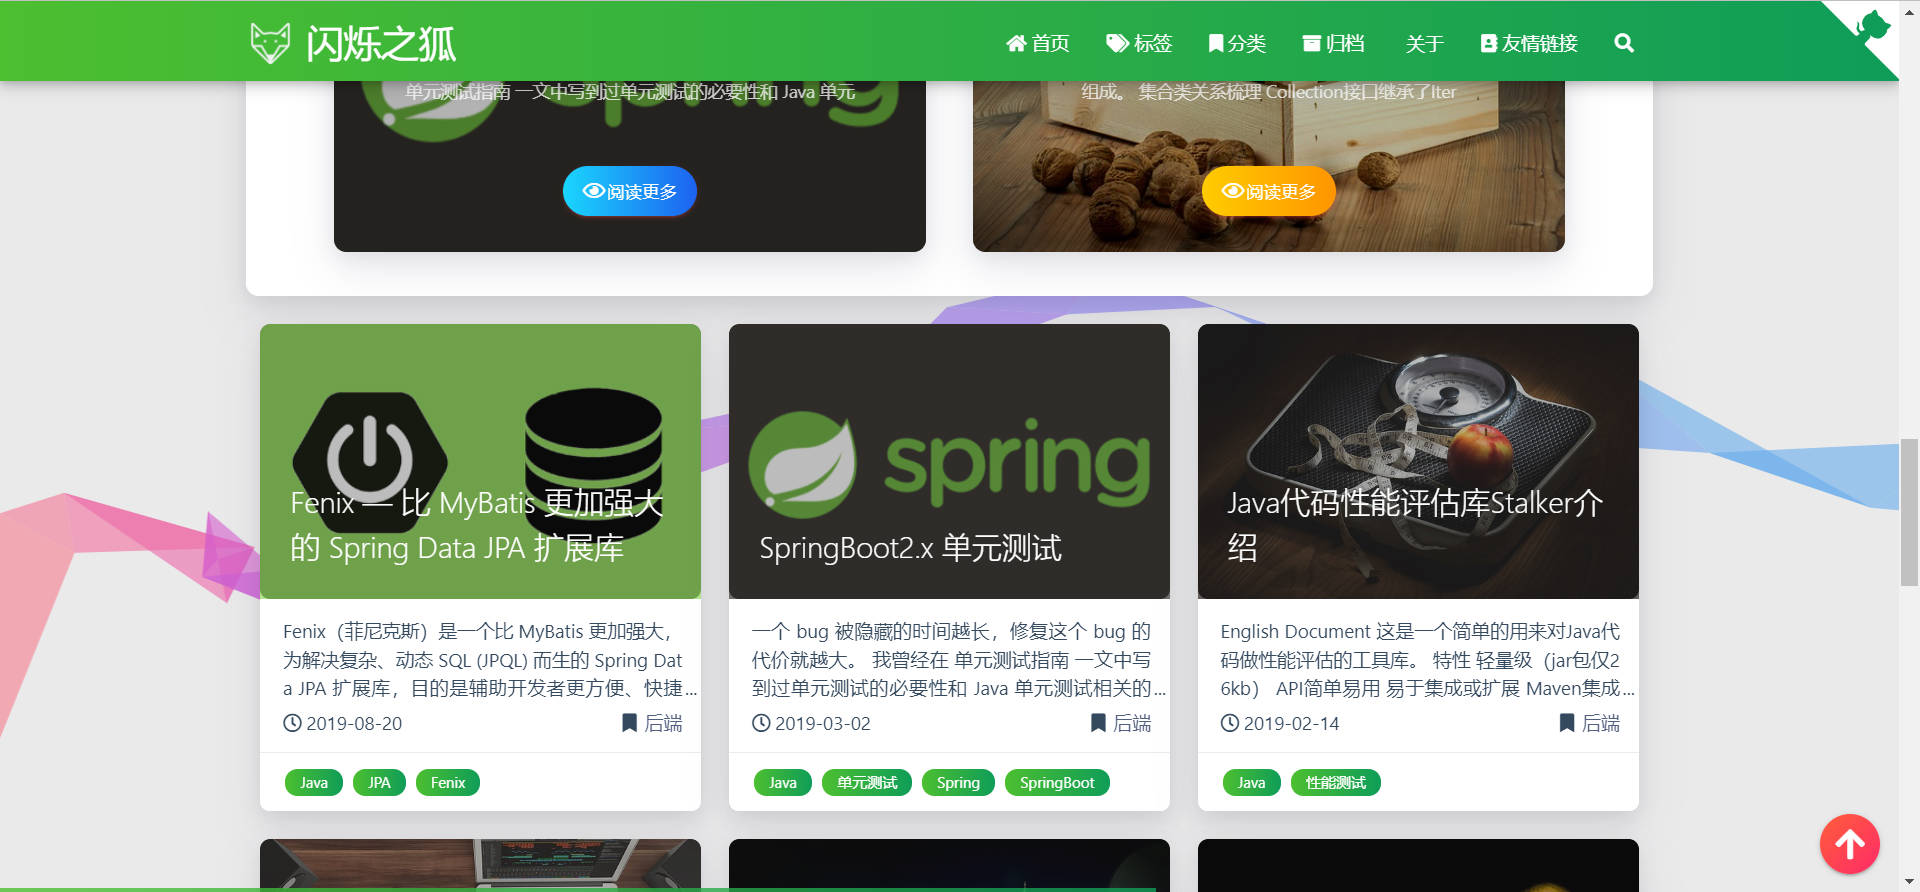 闪烁之狐
首页 标签 分类 归档 关于 友情链接
单元测试指南 一文中写到过单元测试的必要性和 Java 单元
组成。 集合类关系梳理 Collection接口继承了Iter
阅读更多
阅读更多
Fenix — 比 MyBatis 更加强大
的 Spring Data JPA 扩展库
Fenix（菲尼克斯）是一个比 MyBatis 更加强大，
为解决复杂、动态 SQL (JPQL) 而生的 Spring Dat
a JPA 扩展库，目的是辅助开发者更方便、快捷...
2019-08-20 后端
Java JPA Fenix
spring
SpringBoot2.x 单元测试
一个 bug 被隐藏的时间越长，修复这个 bug 的
代价就越大。 我曾经在 单元测试指南 一文中写
到过单元测试的必要性和 Java 单元测试相关的...
2019-03-02 后端
Java 单元测试 Spring SpringBoot
Java代码性能评估库Stalker介
绍
English Document 这是一个简单的用来对Java代
码做性能评估的工具库。 特性 轻量级（jar包仅2
6kb） API简单易用 易于集成或扩展 Maven集成...
2019-02-14 后端
Java 性能测试